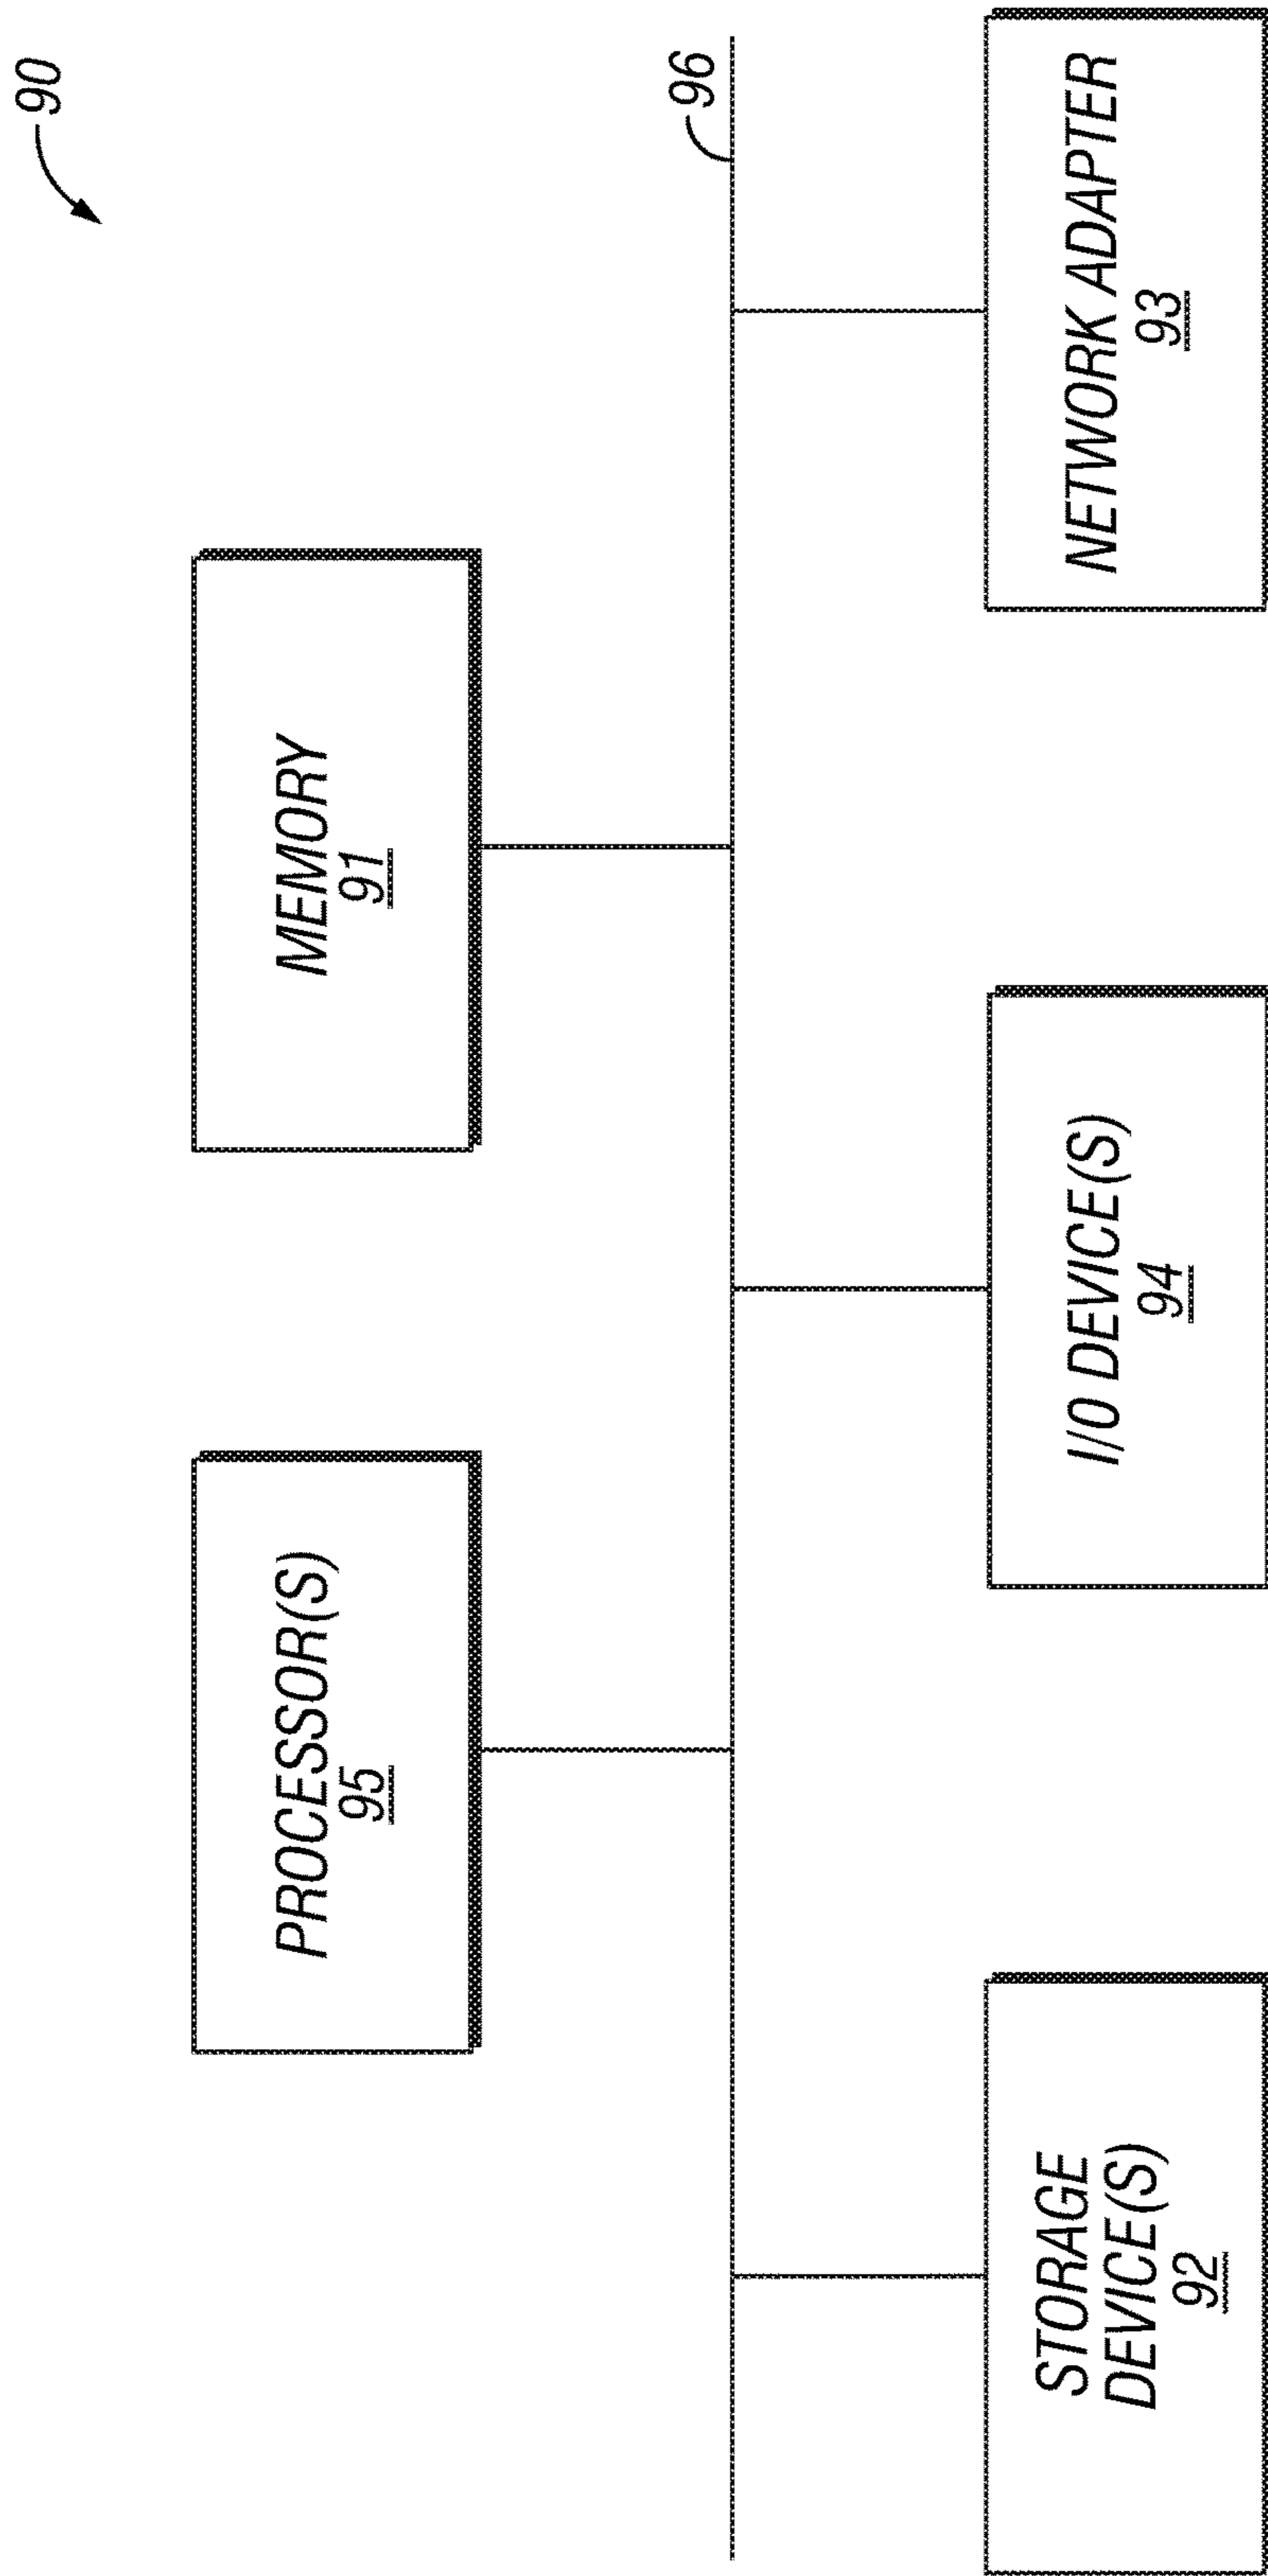 90
PROCESSOR(S)
95
MEMORY
91
96
STORAGE
DEVICE(S)
92
I/O DEVICE(S)
94
NETWORK ADAPTER
93